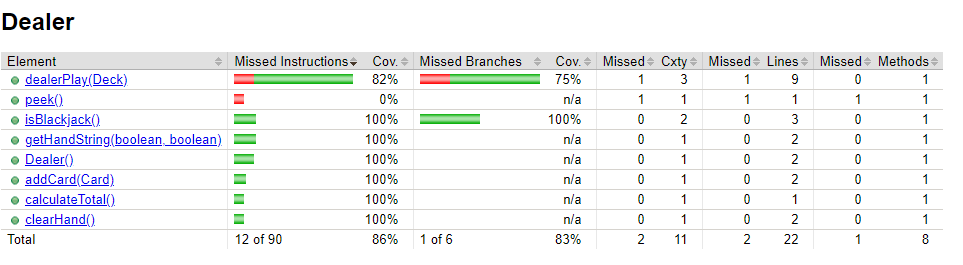 Dealer
Element Missed Instructions Cov. Missed Branches Cov. Missed Cxty Missed Lines Missed Methods
dealerPlay(Deck) 82% 75% 1 3 1 9 0 1
peek() 0% n/a 1 1 1 1 1 1
isBlackjack() 100% 100% 0 2 0 3 0 1
getHandString(boolean, boolean) 100% n/a 0 1 0 2 0 1
Dealer() 100% n/a 0 1 0 2 0 1
addCard(Card) 100% n/a 0 1 0 2 0 1
calculateTotal() 100% n/a 0 1 0 1 0 1
clearHand() 100% n/a 0 1 0 2 0 1
Total 12 of 90 86% 1 of 6 83% 2 11 2 22 1 8